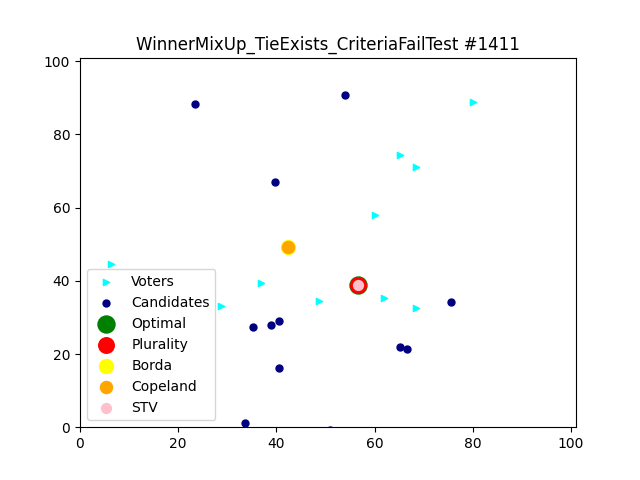 WinnerMixUp_TieExists_CriteriaFailTest #1411
100
80
60
40
20
0
Voters
Candidates
Optimal
Plurality
Borda
Copeland
STV
0 20 40 60 80 100